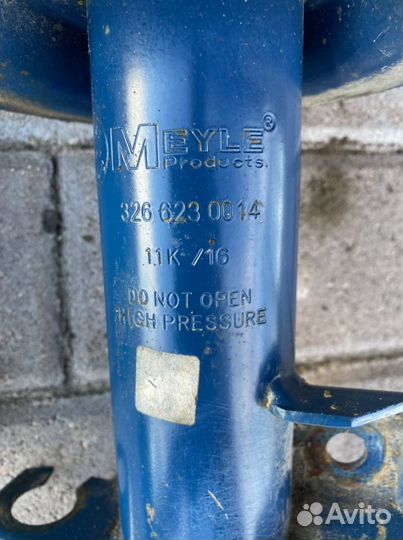 MEYLE®
Products.
326 623 0014
11K-/16
DO NOT OPEN
HIGH PRESSURE
Avito